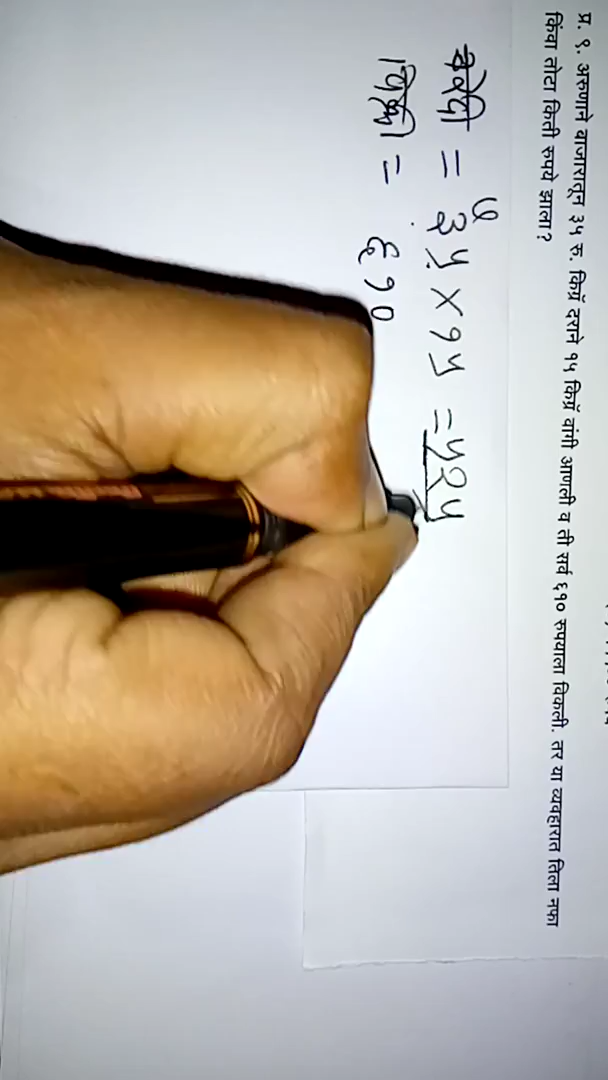 प्र. ९. अरुणाने बाजारातून ३५ रु. किग्रॅ दराने १५ किग्रॅ वांगी आणली व ती सर्व ६१० रुपयाला विकली. तर या व्यवहारात तिला नफा
किंवा तोटा किती रुपये झाला?
७
खरेदी = ३५ × १५ = ५२५
विक्री = ६१०